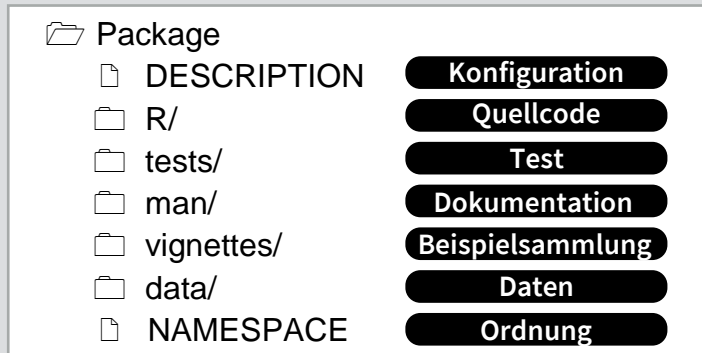 Package
DESCRIPTION Konfiguration
R/ Quellcode
tests/ Test
man/ Dokumentation
vignettes/ Beispielsammlung
data/ Daten
NAMESPACE Ordnung